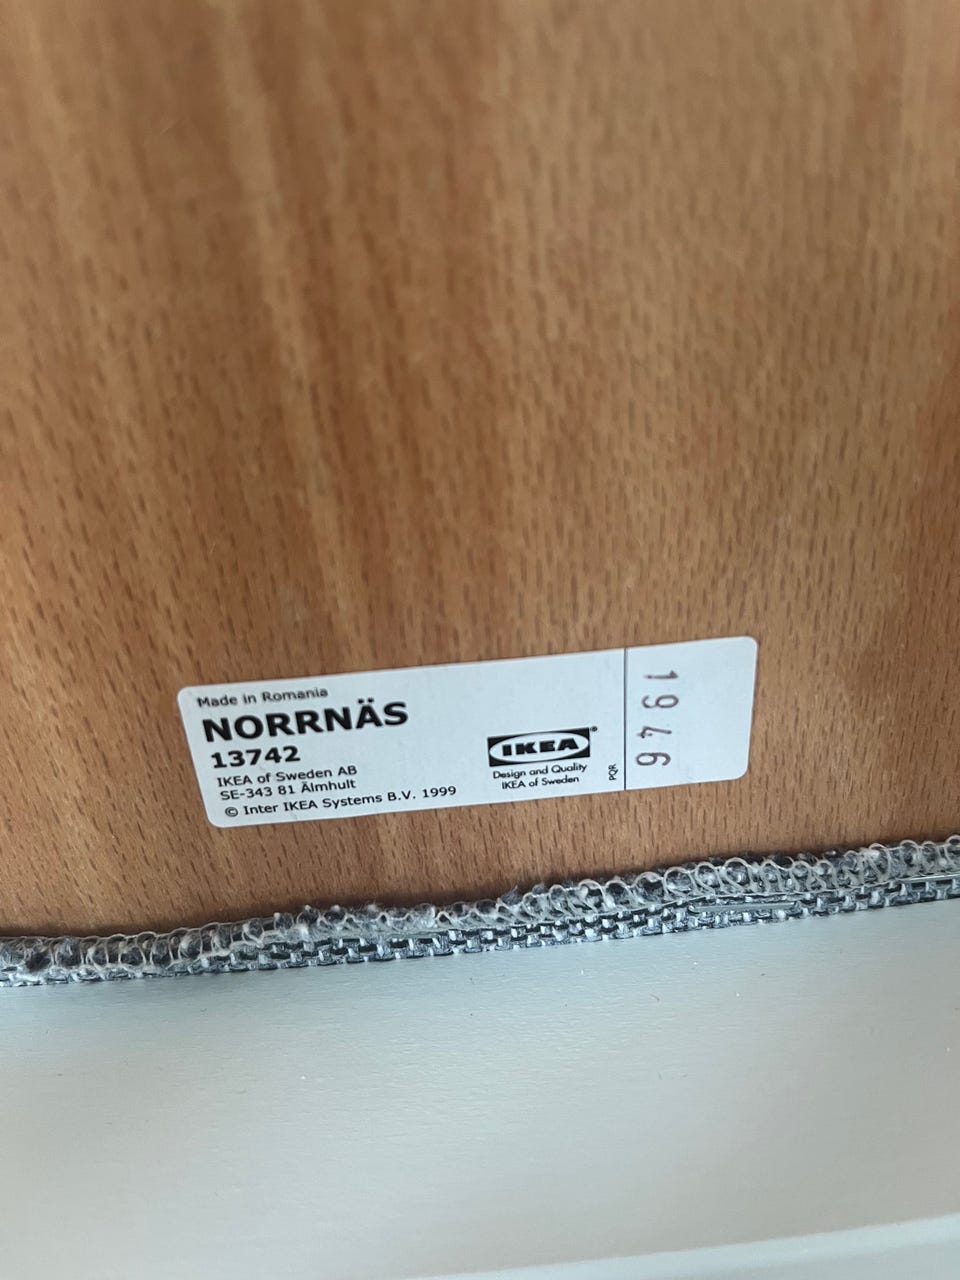 Made in Romania
NORRNÄS
13742
IKEA of Sweden AB
SE-343 81 Älmhult
© Inter IKEA Systems B.V. 1999
IKEA®
Design and Quality
IKEA of Sweden
PQR
1946